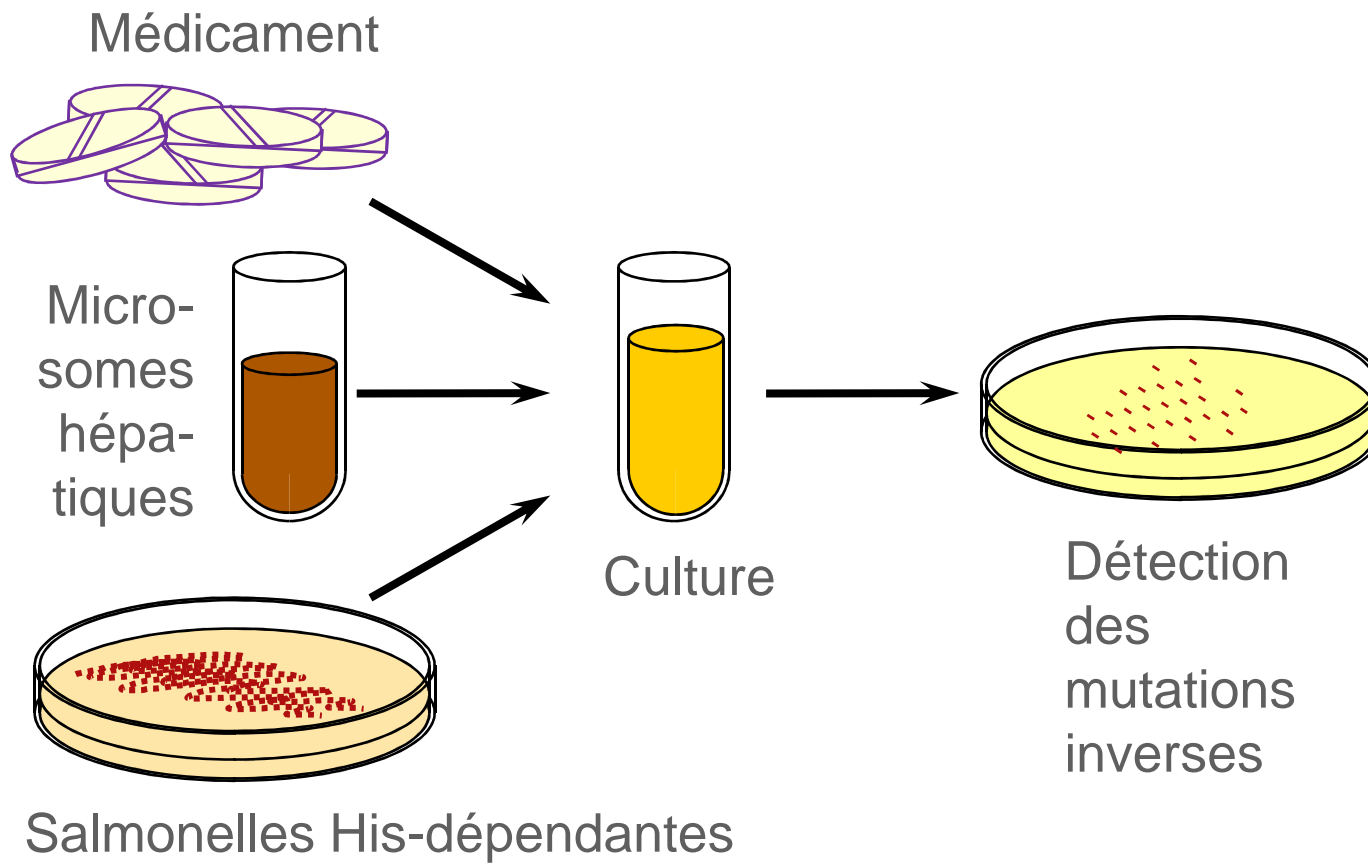 Médicament
Micro-
somes
hépa-
tiques
Culture
Détection
des
mutations
inverses
Salmonelles His-dépendantes